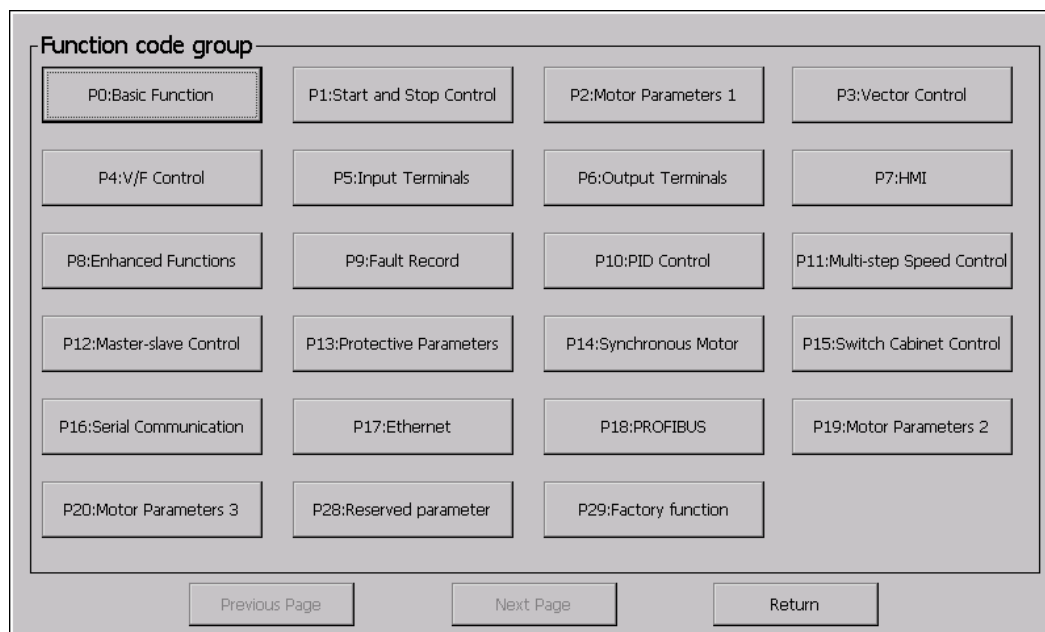 Function code group
P0:Basic Function
P1:Start and Stop Control
P2:Motor Parameters 1
P3:Vector Control
P4:V/F Control
P5:Input Terminals
P6:Output Terminals
P7:HMI
P8:Enhanced Functions
P9:Fault Record
P10:PID Control
P11:Multi-step Speed Control
P12:Master-slave Control
P13:Protective Parameters
P14:Synchronous Motor
P15:Switch Cabinet Control
P16:Serial Communication
P17:Ethernet
P18:PROFIBUS
P19:Motor Parameters 2
P20:Motor Parameters 3
P28:Reserved parameter
P29:Factory function
Previous Page
Next Page
Return